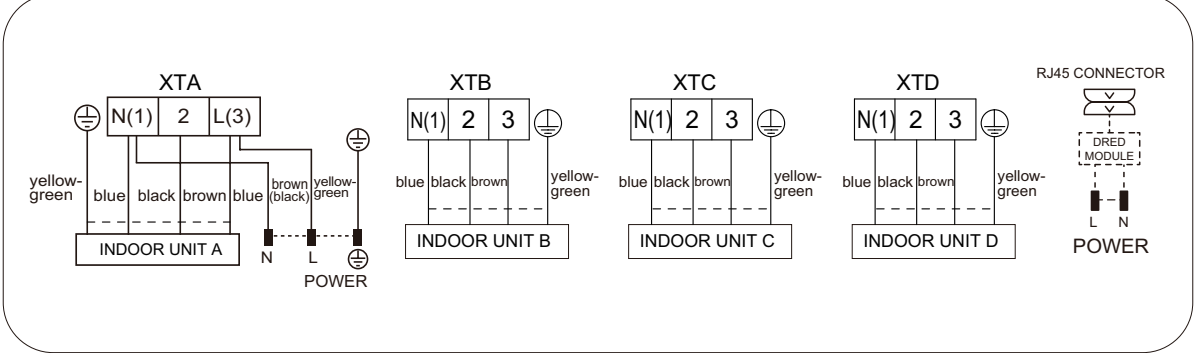 XTA
N(1) 2 L(3)
yellow-
green
blue
black
brown
blue
brown
(black)
yellow-
green
INDOOR UNIT A
N
L
POWER
XTB
N(1) 2 3
blue
black
brown
yellow-
green
INDOOR UNIT B
XTC
N(1) 2 3
blue
black
brown
yellow-
green
INDOOR UNIT C
XTD
N(1) 2 3
blue
black
brown
yellow-
green
INDOOR UNIT D
RJ45 CONNECTOR
DRED
MODULE
L
N
POWER